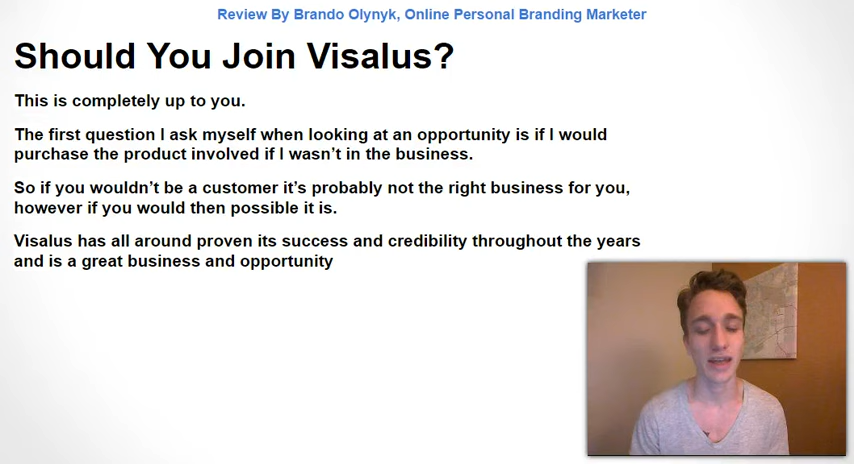 Review By Brando Olynyk, Online Personal Branding Marketer
Should You Join Visalus?
This is completely up to you.
The first question I ask myself when looking at an opportunity is if I would
purchase the product involved if I wasn't in the business.
So if you wouldn't be a customer it's probably not the right business for you,
however if you would then possible it is.
Visalus has all around proven its success and credibility throughout the years
and is a great business and opportunity